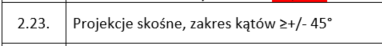 2.23. Projekcje skośne, zakres kątów ≥+/- 45°